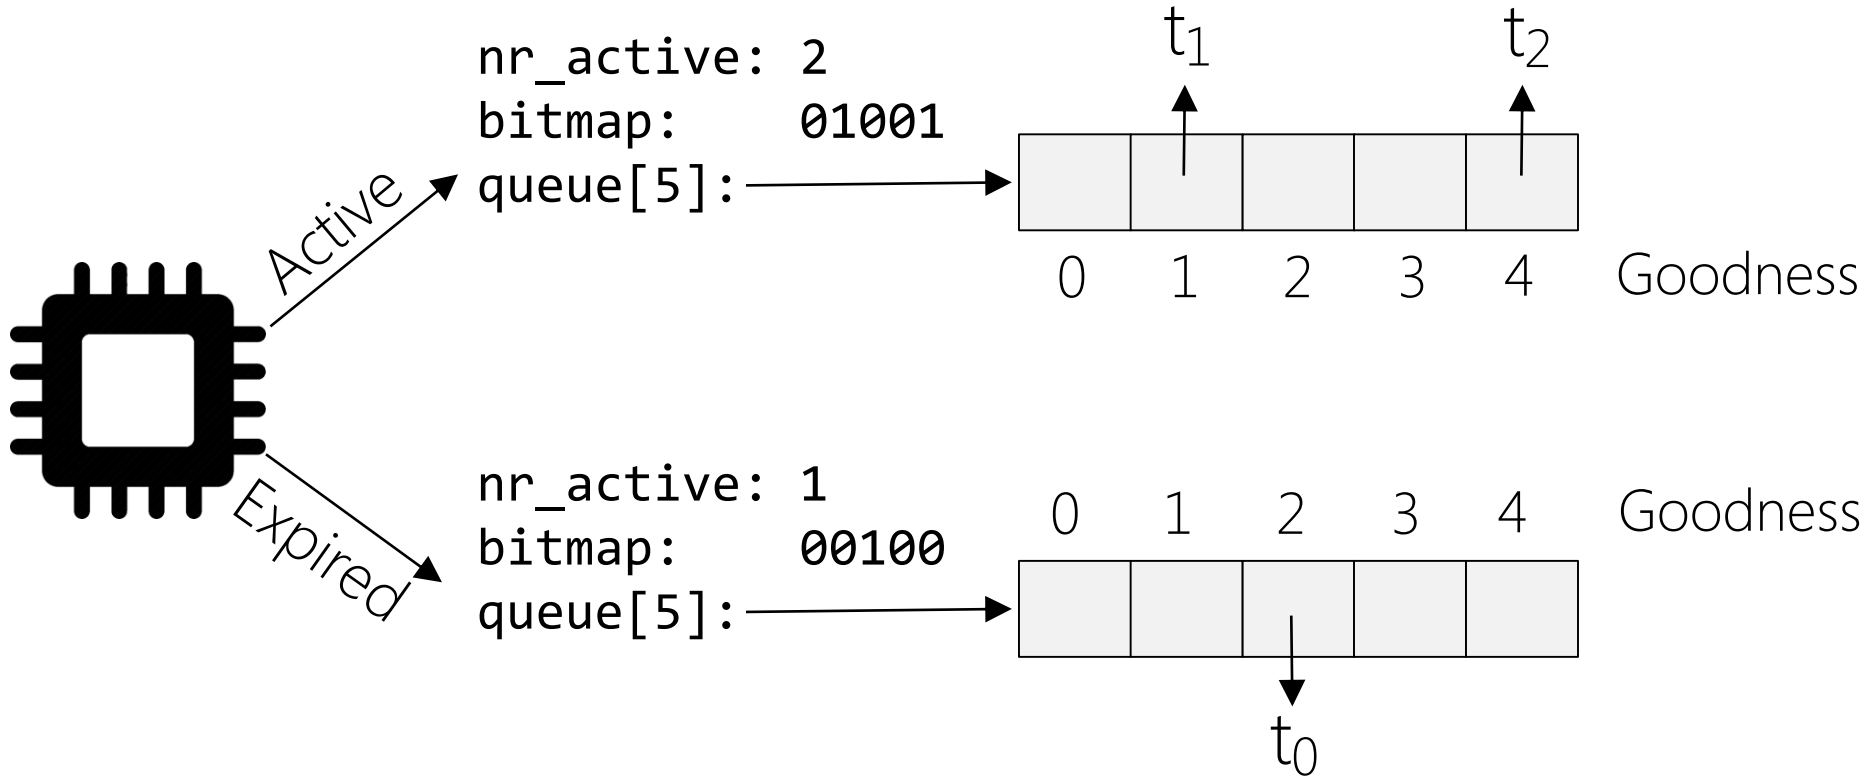 t1 t2
nr_active: 2
bitmap: 01001
queue[5]:
Active
0 1 2 3 4 Goodness
Expired
nr_active: 1
bitmap: 00100
queue[5]:
0 1 2 3 4 Goodness
t0